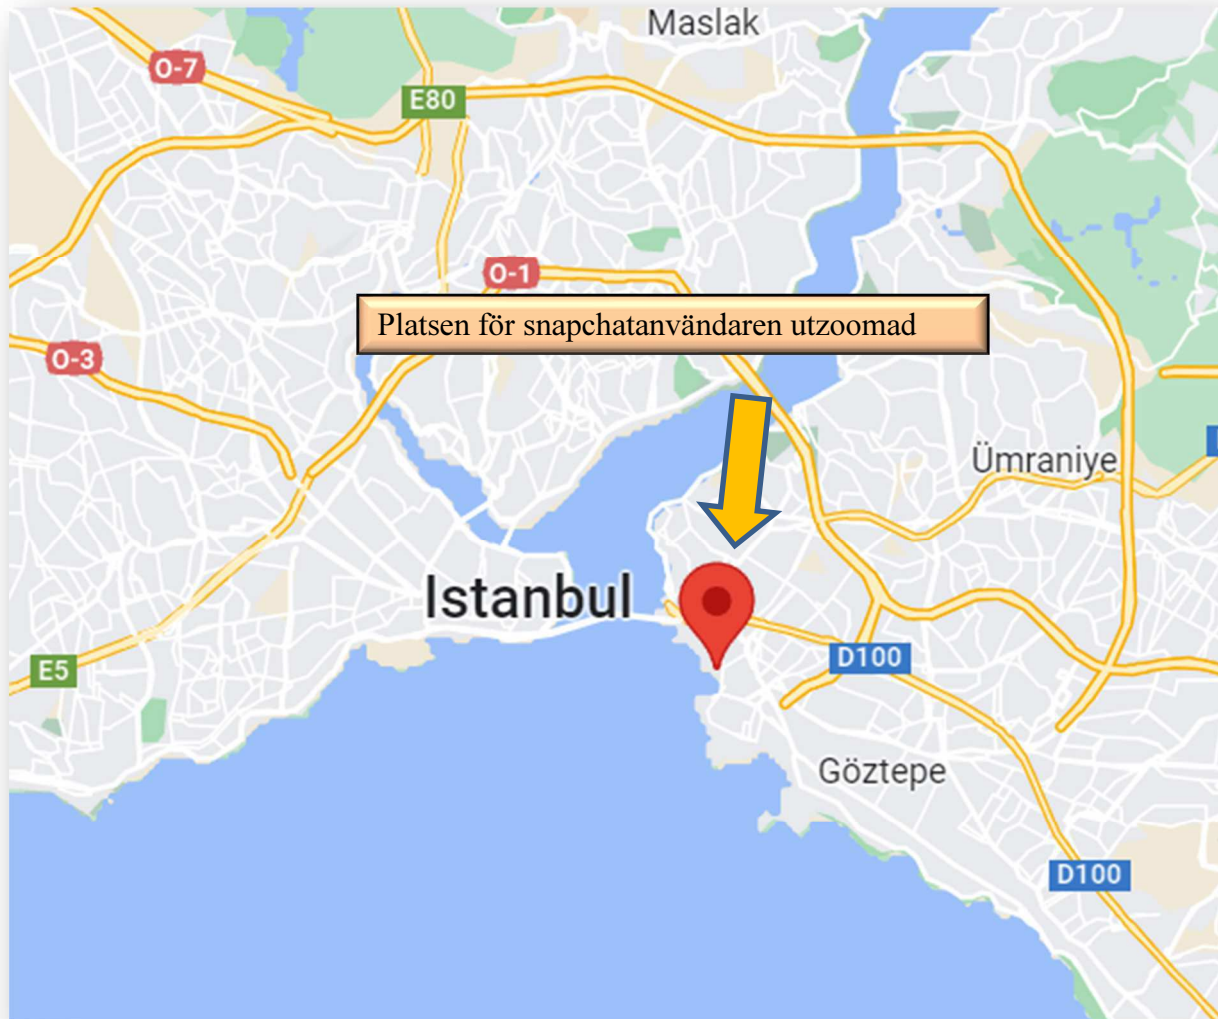 Maslak
O-7
E80
O-1
Platsen för snapchatanvändaren utzoomad
O-3
Ümraniye
Istanbul
E5
D100
Göztepe
D100